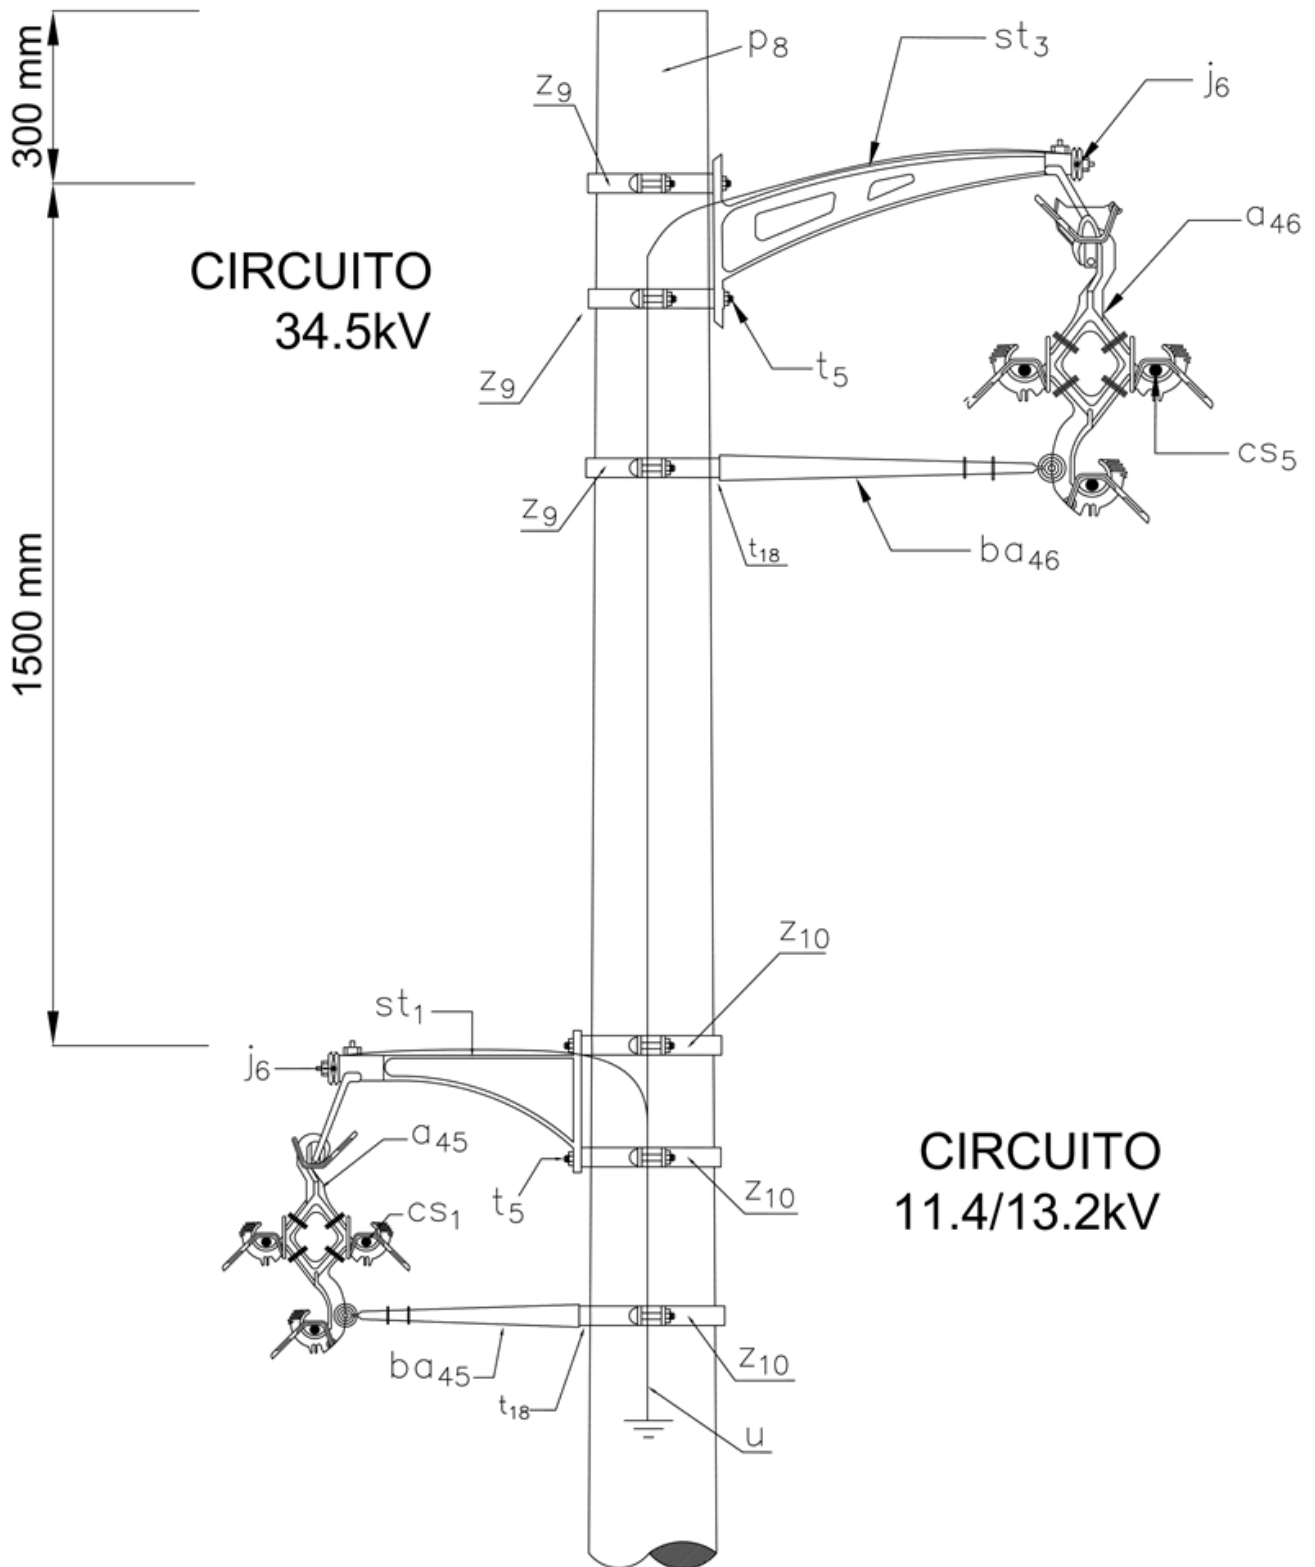 300 mm
p8
st3
z9
j6
a46
CIRCUITO
34.5kV
z9
t5
cs5
z9
t18
ba46
1500 mm
z10
st1
j6
a45
CIRCUITO
11.4/13.2kV
t5
z10
cs1
ba45
t18
z10
u